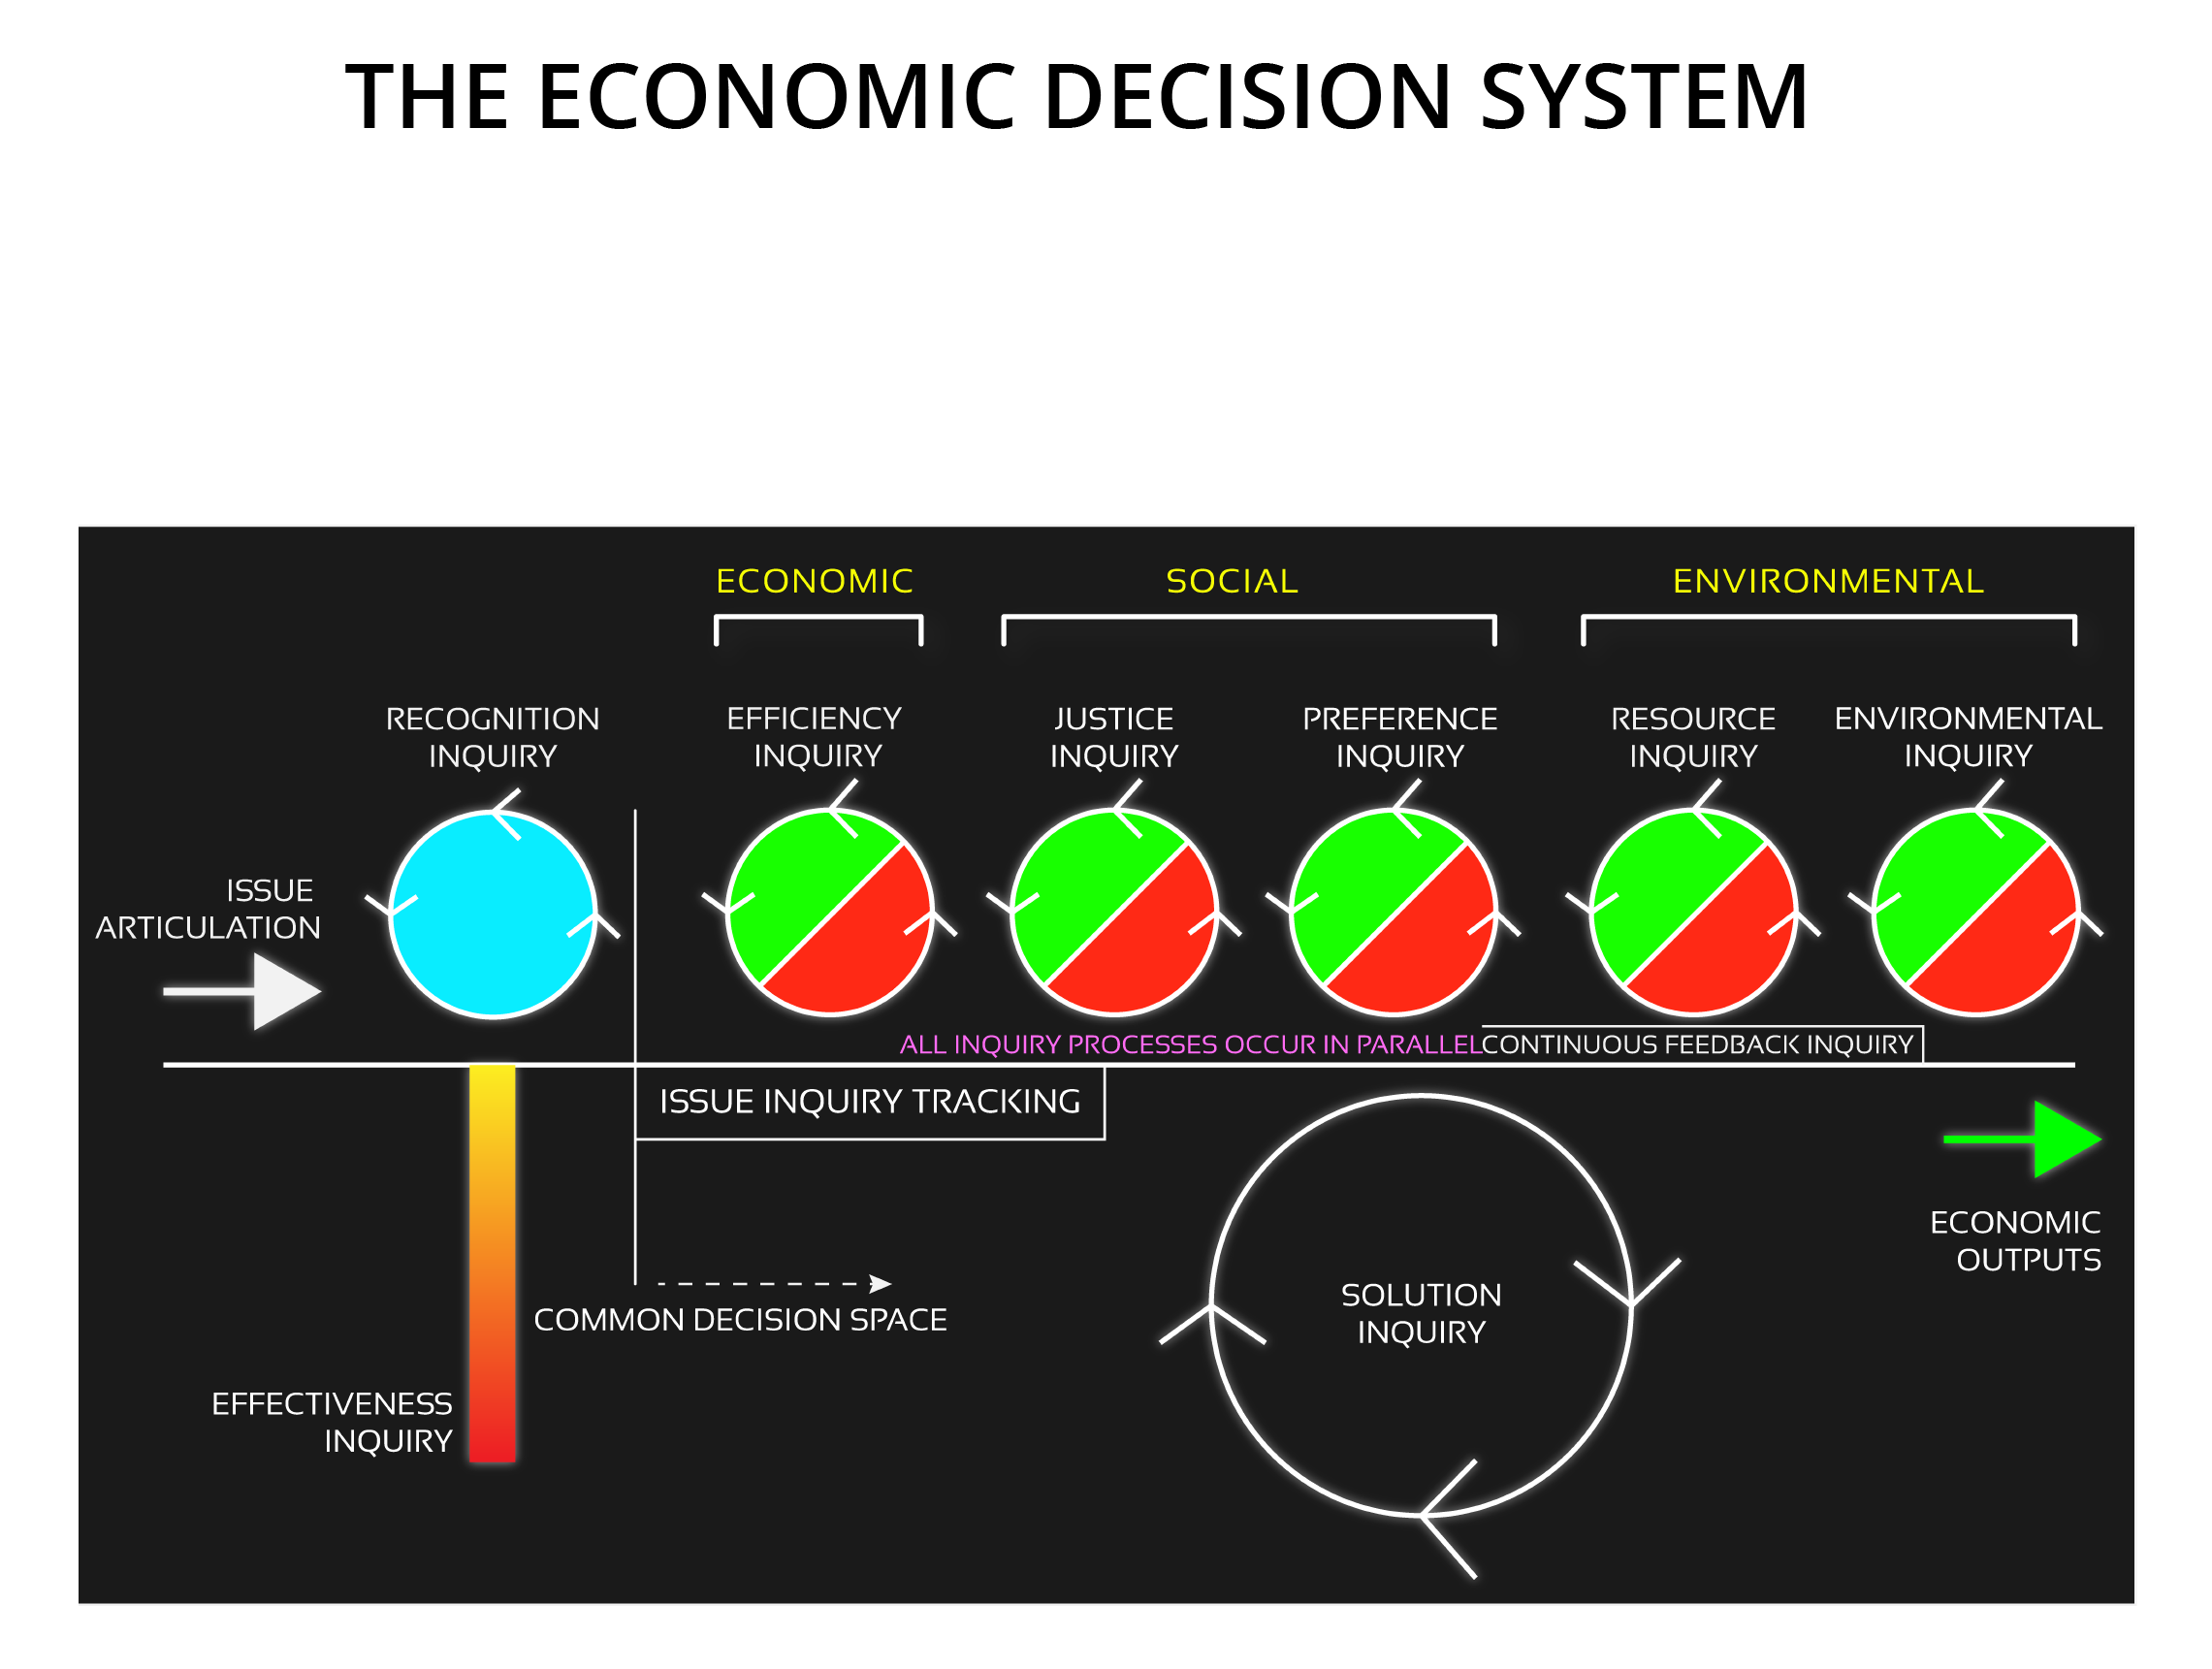 THE ECONOMIC DECISION SYSTEM
ECONOMIC
SOCIAL
ENVIRONMENTAL
RECOGNITION
INQUIRY
EFFICIENCY
INQUIRY
JUSTICE
INQUIRY
PREFERENCE
INQUIRY
RESOURCE
INQUIRY
ENVIRONMENTAL
INQUIRY
ISSUE
ARTICULATION
ALL INQUIRY PROCESSES OCCUR IN PARALLEL
CONTINUOUS FEEDBACK INQUIRY
ISSUE INQUIRY TRACKING
COMMON DECISION SPACE
SOLUTION
INQUIRY
ECONOMIC
OUTPUTS
EFFECTIVENESS
INQUIRY